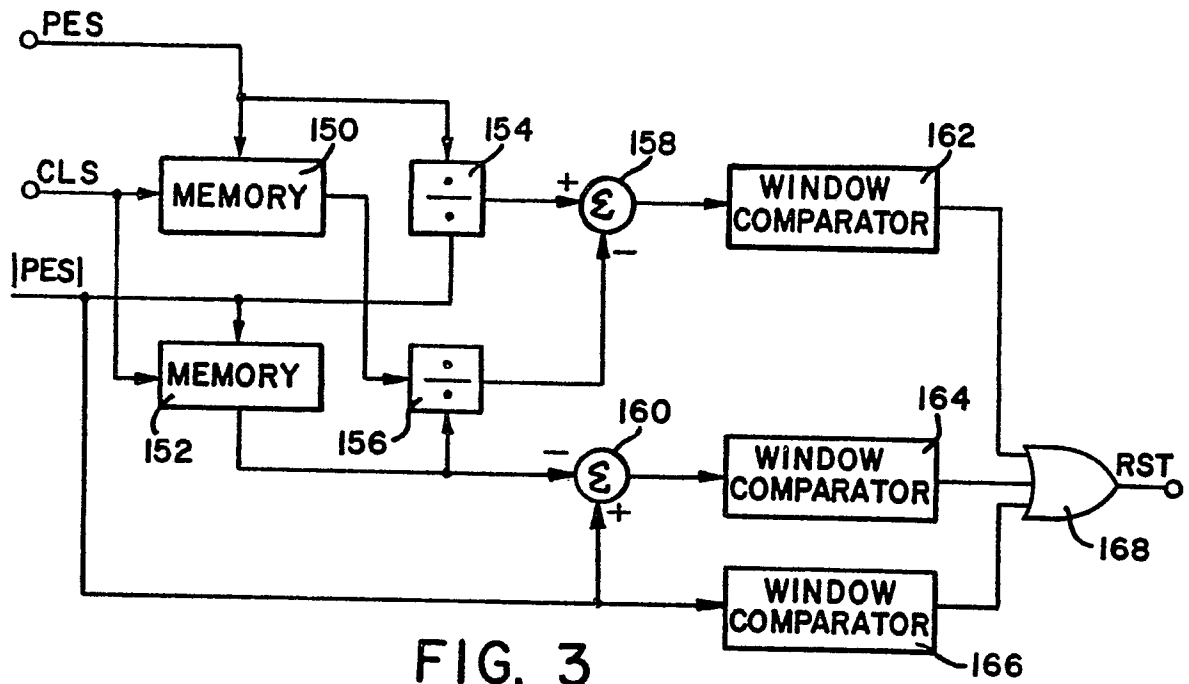 PES
150
154
158
162
CLS
MEMORY
÷
+
Σ
WINDOW
COMPARATOR
−
|PES|
MEMORY
÷
152
156
160
164
−
Σ
WINDOW
COMPARATOR
RST
+
168
WINDOW
COMPARATOR
166
FIG. 3